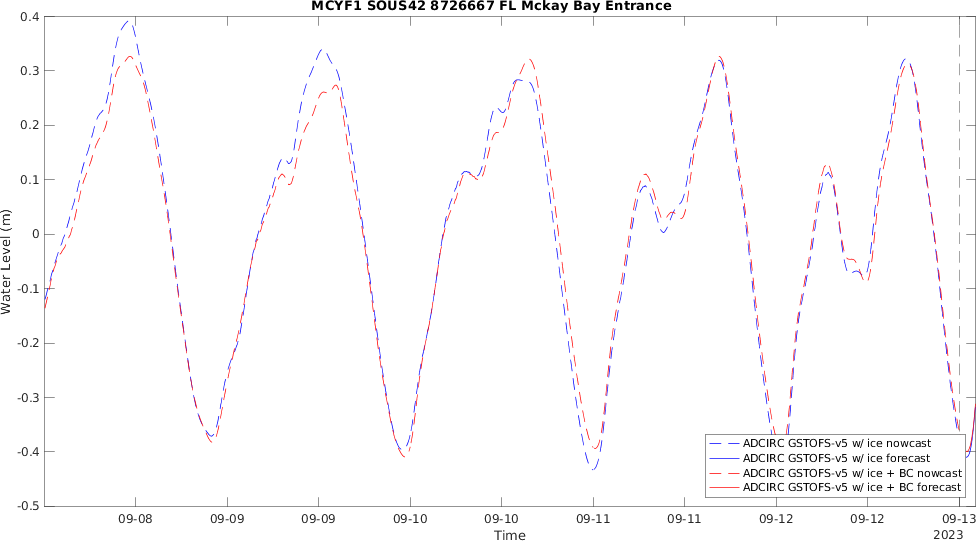 MCYF1 SOUS42 8726667 FL Mckay Bay Entrance
0.4
0.3
0.2
0.1
0
-0.1
-0.2
-0.3
-0.4
-0.5
Water Level (m)
ADCIRC GSTOFS-v5 w/ ice nowcast
ADCIRC GSTOFS-v5 w/ ice forecast
ADCIRC GSTOFS-v5 w/ ice + BC nowcast
ADCIRC GSTOFS-v5 w/ ice + BC forecast
09-08 09-09 09-09 09-10 09-10 09-11 09-11 09-12 09-12 09-13
Time
2023